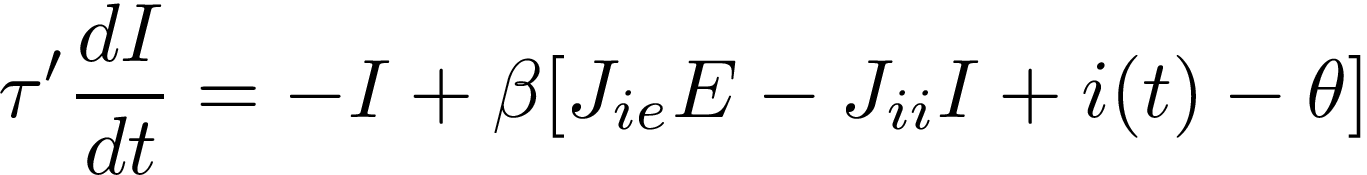 τ′ dI/dt = −I + β[J_{ie}E − J_{ii}I + i(t) − θ]